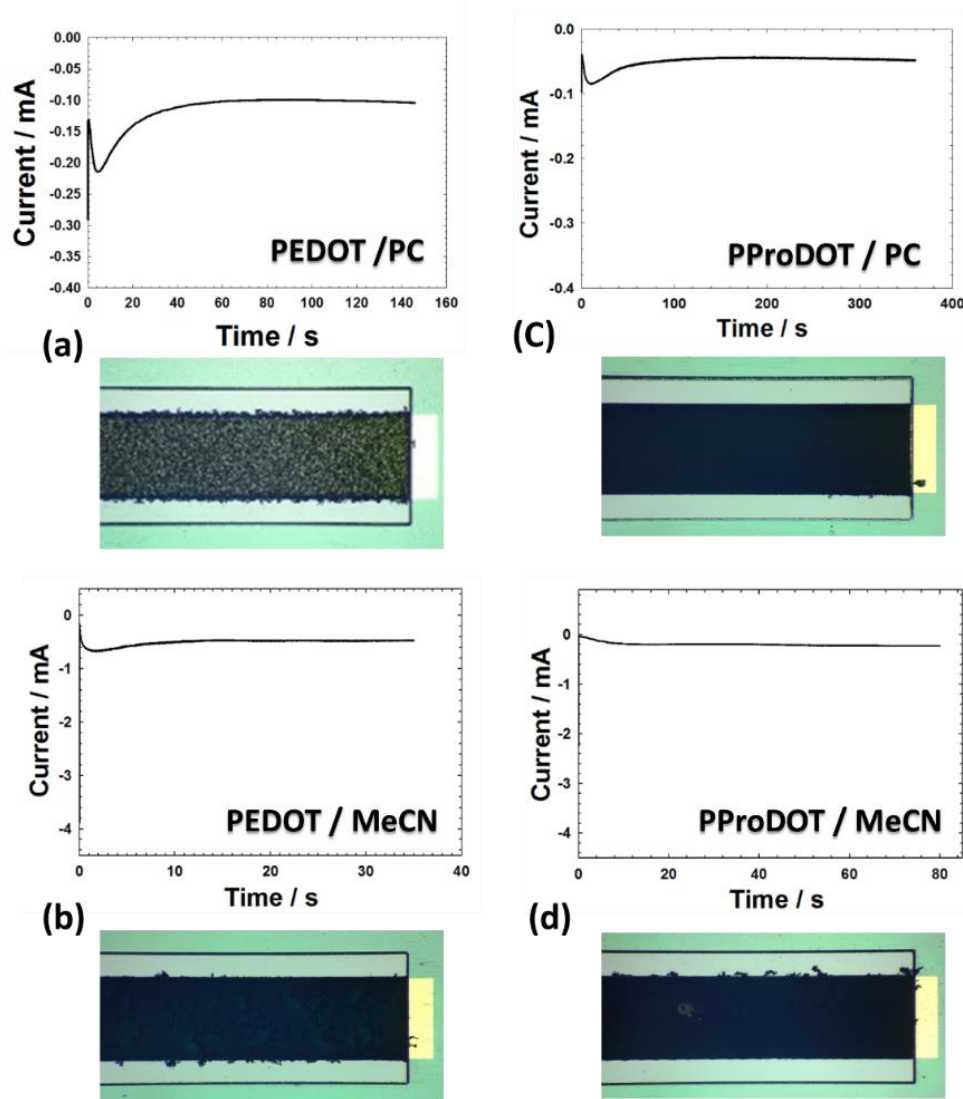 0.00
-0.05
-0.10
-0.15
-0.20
-0.25
-0.30
-0.35
-0.40
Current / mA
PEDOT /PC
0 20 40 60 80 100 120 140 160
Time / s
(a)
0.0
-0.1
-0.2
-0.3
-0.4
Current / mA
PProDOT / PC
0 100 200 300 400
Time / s
(C)
0
-1
-2
-3
-4
Current / mA
PEDOT / MeCN
0 10 20 30 40
Time / s
(b)
0
-1
-2
-3
-4
Current / mA
PProDOT / MeCN
0 20 40 60 80
Time / s
(d)